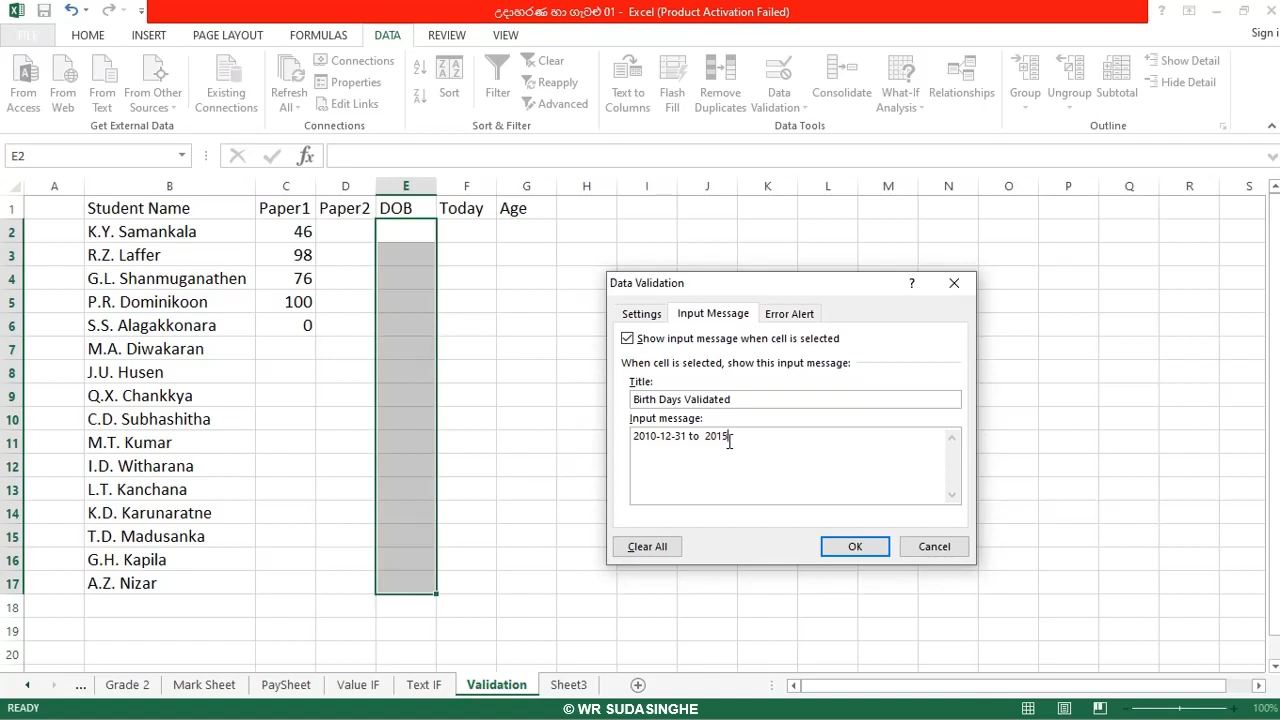 උදාහරණ හා ගැටළු 01 - Excel (Product Activation Failed)
FILE HOME INSERT PAGE LAYOUT FORMULAS DATA REVIEW VIEW
Sign i
From Access
From Web
From Text
From Other Sources
Existing Connections
Refresh All
Connections
Properties
Edit Links
Sort
Filter
Clear
Reapply
Advanced
Text to Columns
Flash Fill
Remove Duplicates
Data Validation
Consolidate
What-If Analysis
Relationships
Group
Ungroup
Subtotal
Show Detail
Hide Detail
Get External Data
Connections
Sort & Filter
Data Tools
Outline
E2
fx
A B C D E F G H I J K L M N O P Q R S
1 Student Name Paper1 Paper2 DOB Today Age
2 K.Y. Samankala 46
3 R.Z. Laffer 98
4 G.L. Shanmuganathen 76
5 P.R. Dominikoon 100
6 S.S. Alagakkonara 0
7 M.A. Diwakaran
8 J.U. Husen
9 Q.X. Chankkya
10 C.D. Subhashitha
11 M.T. Kumar
12 I.D. Witharana
13 L.T. Kanchana
14 K.D. Karunaratne
15 T.D. Madusanka
16 G.H. Kapila
17 A.Z. Nizar
18
19
20
Data Validation ?
Settings Input Message Error Alert
Show input message when cell is selected
When cell is selected, show this input message:
Title:
Birth Days Validated
Input message:
2010-12-31 to  2015
Clear All OK Cancel
... Grade 2 Mark Sheet PaySheet Value IF Text IF Validation Sheet3
READY
© WR SUDASINGHE
100%